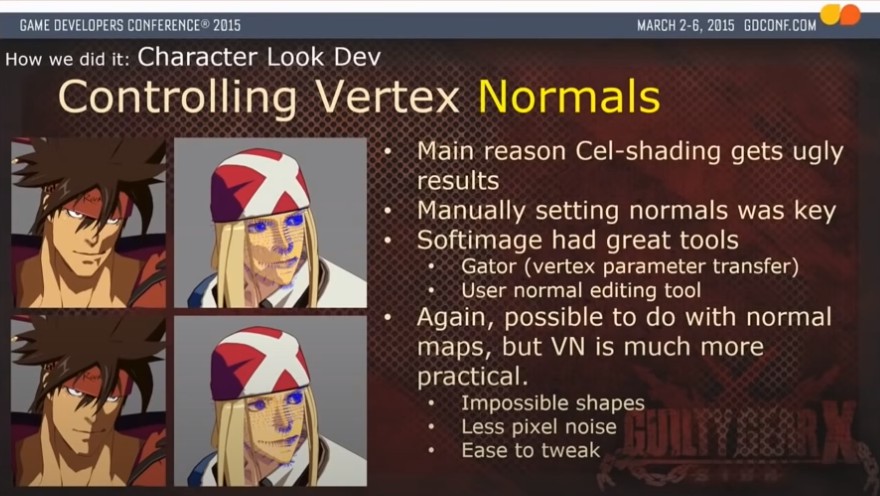 GAME DEVELOPERS CONFERENCE® 2015
MARCH 2-6, 2015 GDCONF.COM
How we did it: Character Look Dev
Controlling Vertex Normals
• Main reason Cel-shading gets ugly
results
• Manually setting normals was key
• Softimage had great tools
• Gator (vertex parameter transfer)
• User normal editing tool
• Again, possible to do with normal
maps, but VN is much more
practical.
• Impossible shapes
• Less pixel noise
• Ease to tweak
GUILTY GEAR X